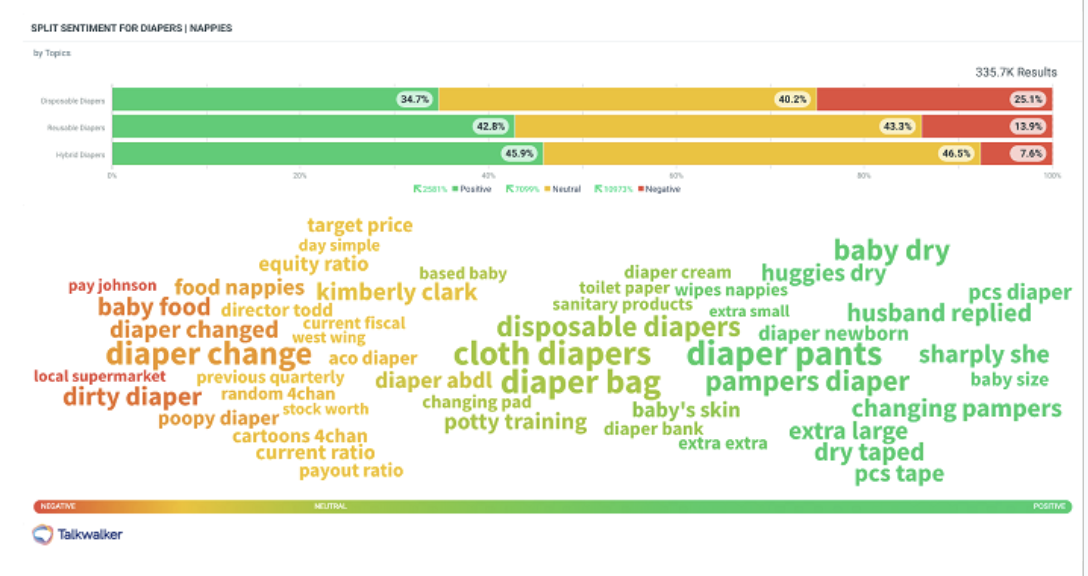 SPLIT SENTIMENT FOR DIAPERS | NAPPIES
by Topics
335.7K Results
Disposable Diapers 34.7% 40.2% 25.1%
Reusable Diapers 42.8% 43.3% 13.9%
Hybrid Diapers 45.9% 46.5% 7.6%
0% 20% 40% 60% 80% 100%
2581% Positive 7099% Neutral 10973% Negative
target price
day simple
baby dry
equity ratio
based baby
diaper cream
huggies dry
pay johnson
food nappies
kimberly clark
toilet paper
wipes nappies
pcs diaper
baby food
director todd
sanitary products
extra small
husband replied
diaper changed
current fiscal
west wing
disposable diapers
diaper newborn
diaper change
aco diaper
cloth diapers
diaper pants
sharply she
local supermarket
previous quarterly
diaper abdl
diaper bag
pampers diaper
baby size
dirty diaper
random 4chan
changing pad
poopy diaper
stock worth
potty training
baby's skin
changing pampers
cartoons 4chan
diaper bank
extra extra
extra large
current ratio
dry taped
payout ratio
pcs tape
NEGATIVE NEUTRAL POSITIVE
Talkwalker